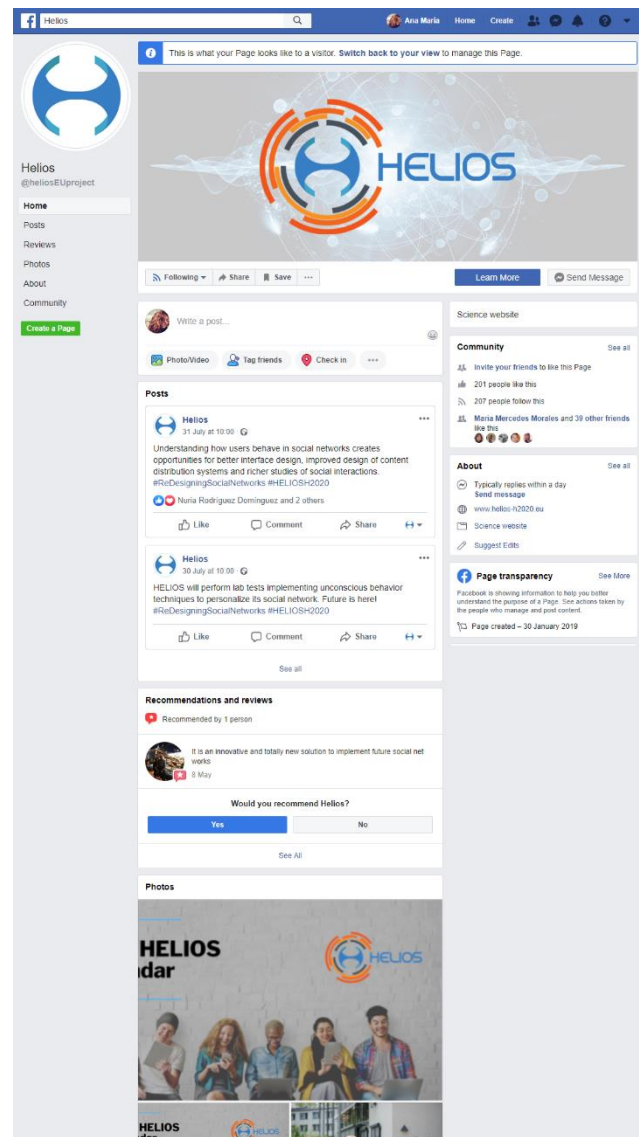 Helios
Ana Maria Home Create
This is what your Page looks like to a visitor. Switch back to your view to manage this Page.
HELIOS
Helios
@heliosEUproject
Home
Posts
Reviews
Photos
About
Community
Create a Page
Following Share Save ...
Learn More Send Message
Write a post...
Photo/Video Tag friends Check in ...
Posts
Helios
31 July at 10:00
Understanding how users behave in social networks creates
opportunities for better interface design, improved design of content
distribution systems and richer studies of social interactions.
#ReDesigningSocialNetworks #HELIOSH2020
Nuria Rodriguez Dominguez and 2 others
Like Comment Share
Helios
30 July at 10:00
HELIOS will perform lab tests implementing unconscious behavior
techniques to personalize its social network. Future is here!
#ReDesigningSocialNetworks #HELIOSH2020
Like Comment Share
See all
Recommendations and reviews
Recommended by 1 person
It is an innovative and totally new solution to implement future social net
works
8 May
Would you recommend Helios?
Yes No
See All
Photos
HELIOS
dar
HELIOS
HELIOS
HELIOS
Science website
Community See all
Invite your friends to like this Page
201 people like this
207 people follow this
Maria Mercedes Morales and 39 other friends
like this
About See all
Typically replies within a day
Send message
www.helios-h2020.eu
Science website
Suggest Edits
Page transparency See More
Facebook is showing information to help you better
understand the purpose of a Page. See actions taken by
the people who manage and post content.
Page created – 30 January 2019